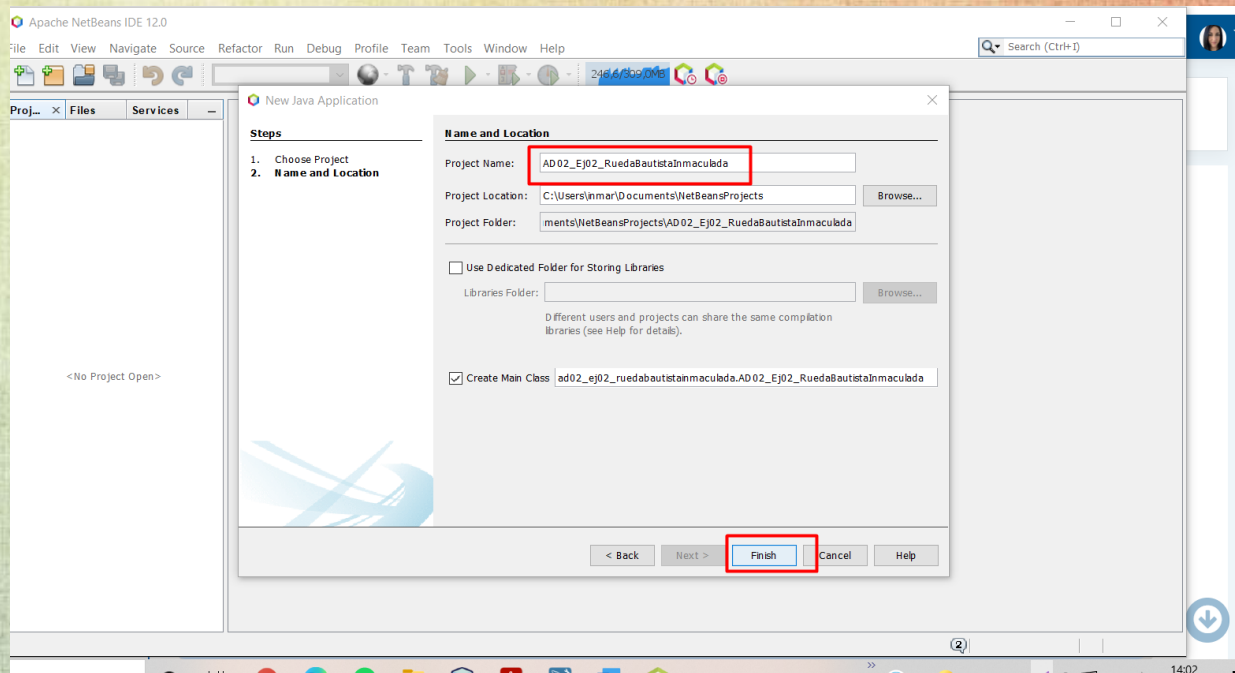 Apache NetBeans IDE 12.0
File Edit View Navigate Source Refactor Run Debug Profile Team Tools Window Help
Search (Ctrl+I)
246,6/309,0MB
Proj... × Files Services
New Java Application
Steps
1. Choose Project
2. Name and Location
Name and Location
Project Name: AD02_Ej02_RuedaBautistaInmaculada
Project Location: C:\Users\inmar\Documents\NetBeansProjects Browse...
Project Folder: ments\NetBeansProjects\AD02_Ej02_RuedaBautistaInmaculada
Use Dedicated Folder for Storing Libraries
Libraries Folder: Browse...
Different users and projects can share the same compilation
libraries (see Help for details).
<No Project Open>
Create Main Class ad02_ej02_ruedabautistainmaculada.AD02_Ej02_RuedaBautistaInmaculada
< Back Next > Finish Cancel Help
2
14:02